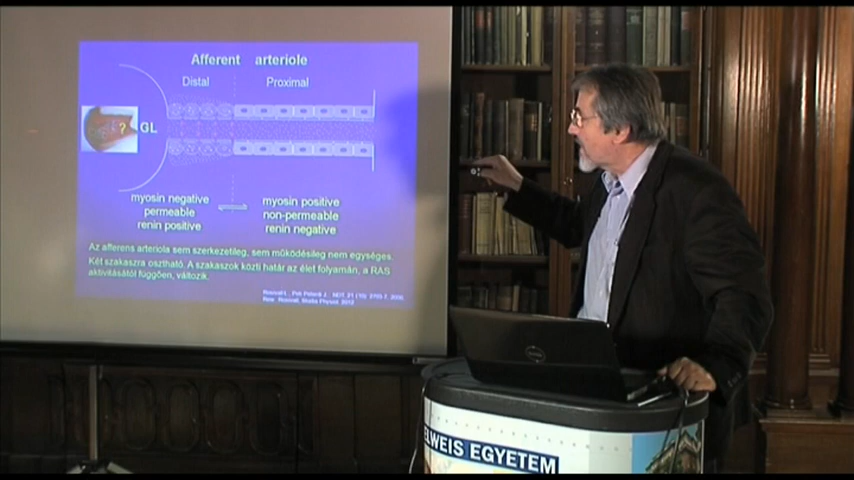 Afferent arteriole
Distal
Proximal
?
GL
myosin negative
permeable
renin positive
myosin positive
non-permeable
renin negative
Az afferens arteriola sem szerkezetileg, sem működésileg nem egységes.
Két szakaszra osztható. A szakaszok közti határ az élet folyamán, a RAS
aktivitásától függően, változik.
ELWEIS EGYETEM